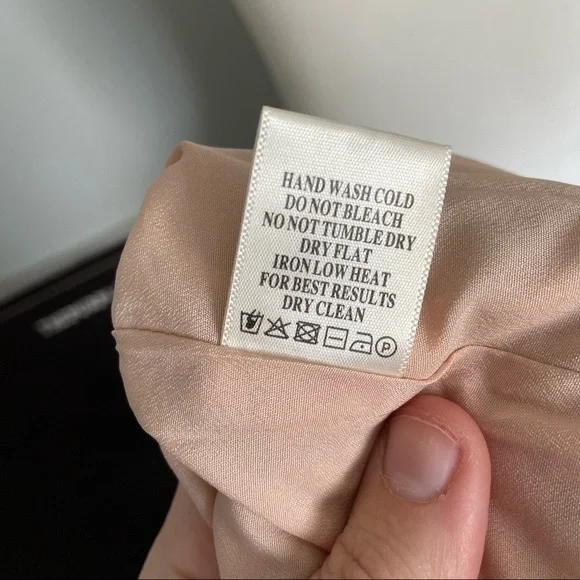 HAND WASH COLD
DO NOT BLEACH
NO NOT TUMBLE DRY
DRY FLAT
IRON LOW HEAT
FOR BEST RESULTS
DRY CLEAN
P